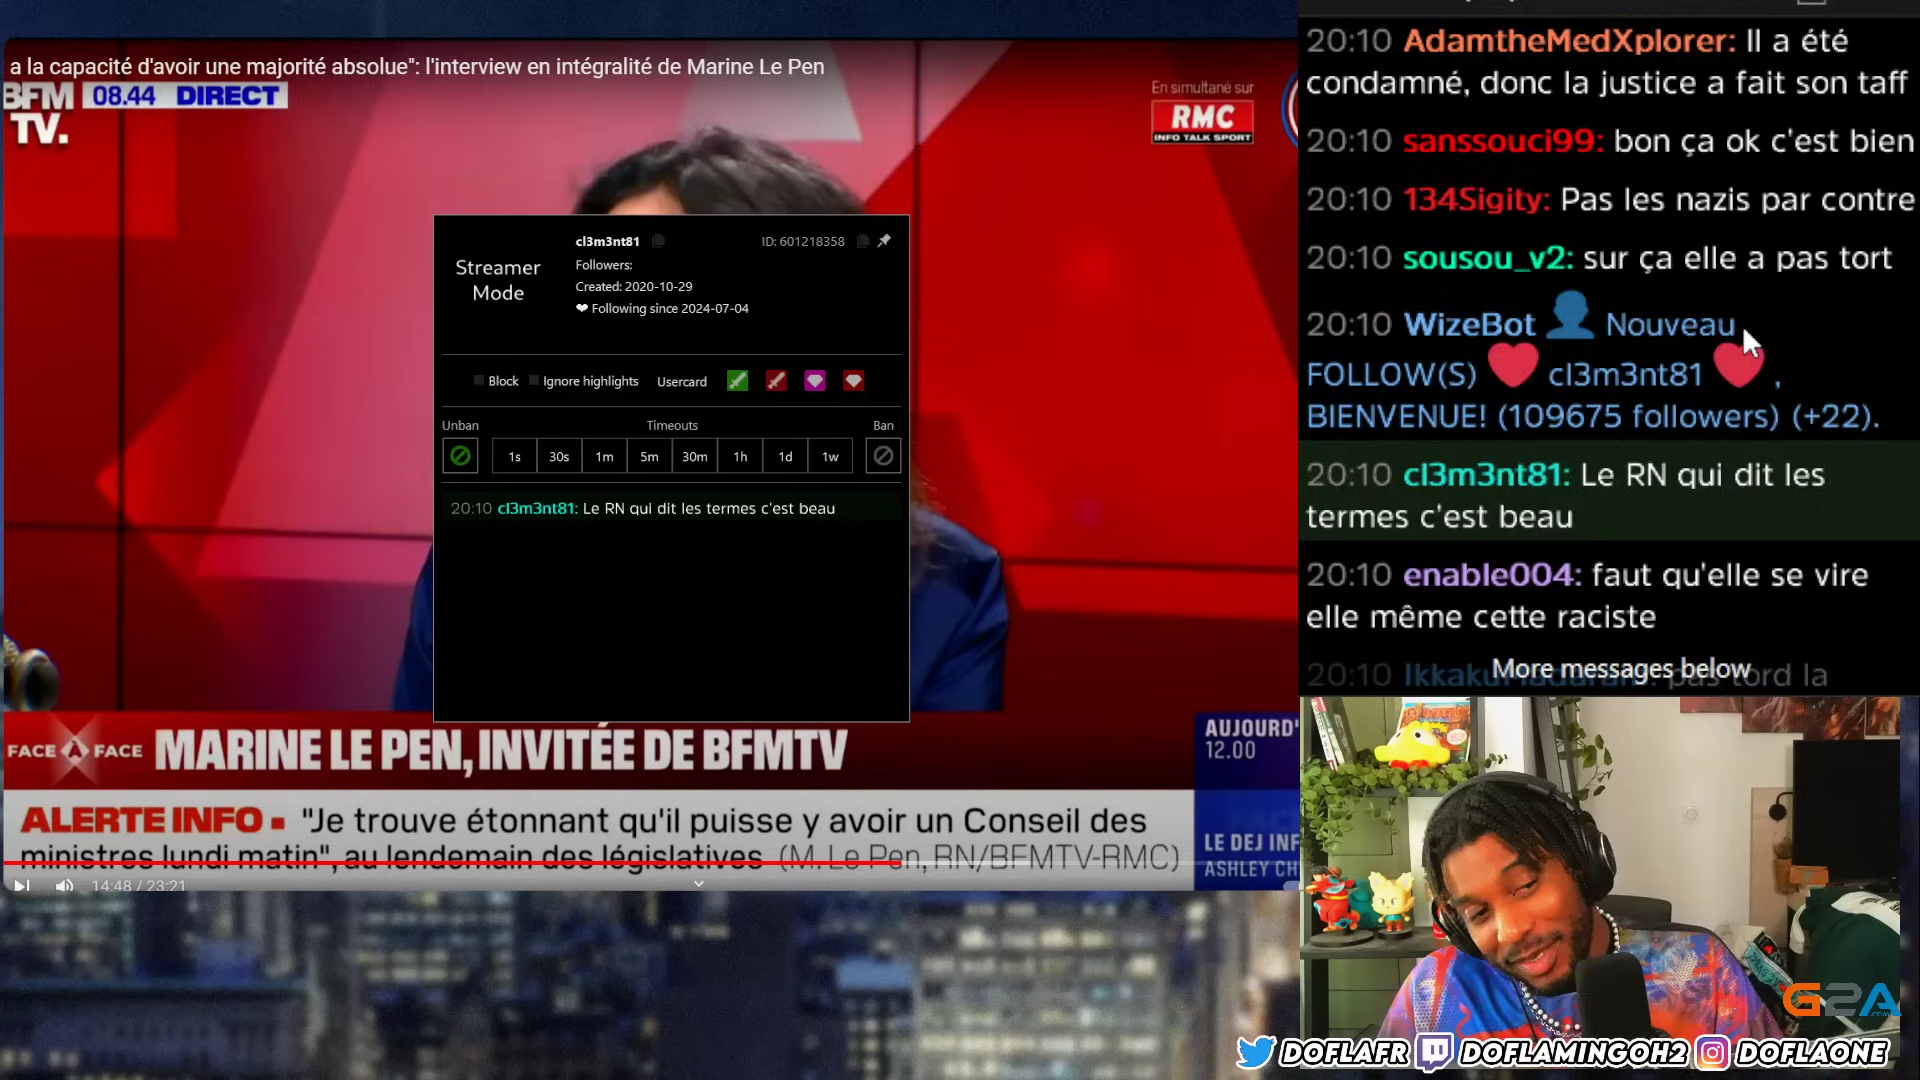 a la capacité d'avoir une majorité absolue": l'interview en intégralité de Marine Le Pen
BFM
TV.
08.44 DIRECT
En simultané sur
RMC
INFO TALK SPORT
Streamer
Mode
cl3m3nt81
ID: 601218358
Followers:
Created: 2020-10-29
❤ Following since 2024-07-04
Block
Ignore highlights
Usercard
Unban
Timeouts
Ban
1s
30s
1m
5m
30m
1h
1d
1w
20:10 cl3m3nt81: Le RN qui dit les termes c'est beau
FACE À FACE
MARINE LE PEN, INVITÉE DE BFMTV
ALERTE INFO ▪ "Je trouve étonnant qu'il puisse y avoir un Conseil des
ministres lundi matin", au lendemain des législatives (M. Le Pen, RN/BFMTV-RMC)
AUJOURD'
12.00
LE DEJ INF
ASHLEY CH
14:48 / 23:21
20:10 AdamtheMedXplorer: Il a été
condamné, donc la justice a fait son taff
20:10 sanssouci99: bon ça ok c'est bien
20:10 134Sigity: Pas les nazis par contre
20:10 sousou_v2: sur ça elle a pas tort
20:10 WizeBot 👤 Nouveau
FOLLOW(S) ❤ cl3m3nt81 ❤ ,
BIENVENUE! (109675 followers) (+22).
20:10 cl3m3nt81: Le RN qui dit les
termes c'est beau
20:10 enable004: faut qu'elle se vire
elle même cette raciste
20:10 pas tord la
More messages below
G2A
.COM
DOFLAFR DOFLAMINGOH2 DOFLAONE